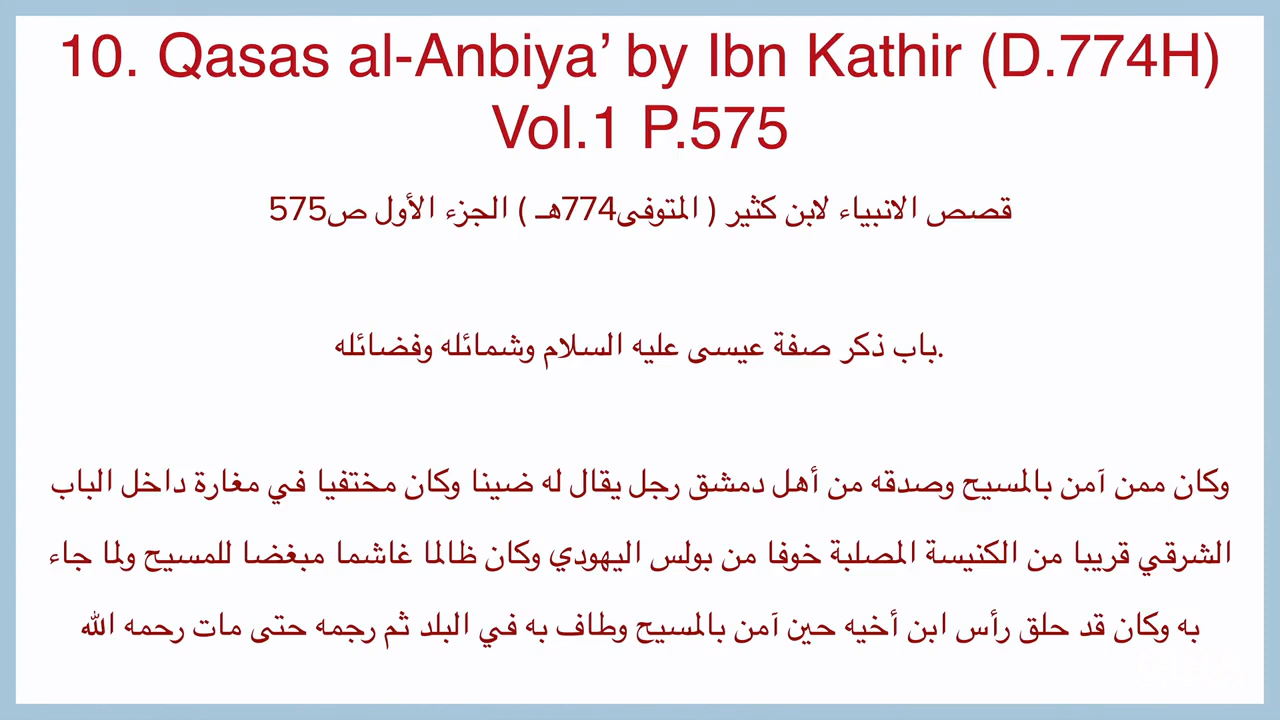 10. Qasas al-Anbiya’ by Ibn Kathir (D.774H)
Vol.1 P.575
قصص الانبياء لابن كثير ( المتوفى774هـ ) الجزء الأول ص575
باب ذكر صفة عيسى عليه السلام وشمائله وفضائله.
وكان ممن آمن بالمسيح وصدقه من أهل دمشق رجل يقال له ضينا وكان مختفيا في مغارة داخل الباب
الشرقي قريبا من الكنيسة المصلبة خوفا من بولس اليهودي وكان ظالما غاشما مبغضا للمسيح ولما جاء
به وكان قد حلق رأس ابن أخيه حين آمن بالمسيح وطاف به في البلد ثم رجمه حتى مات رحمه الله